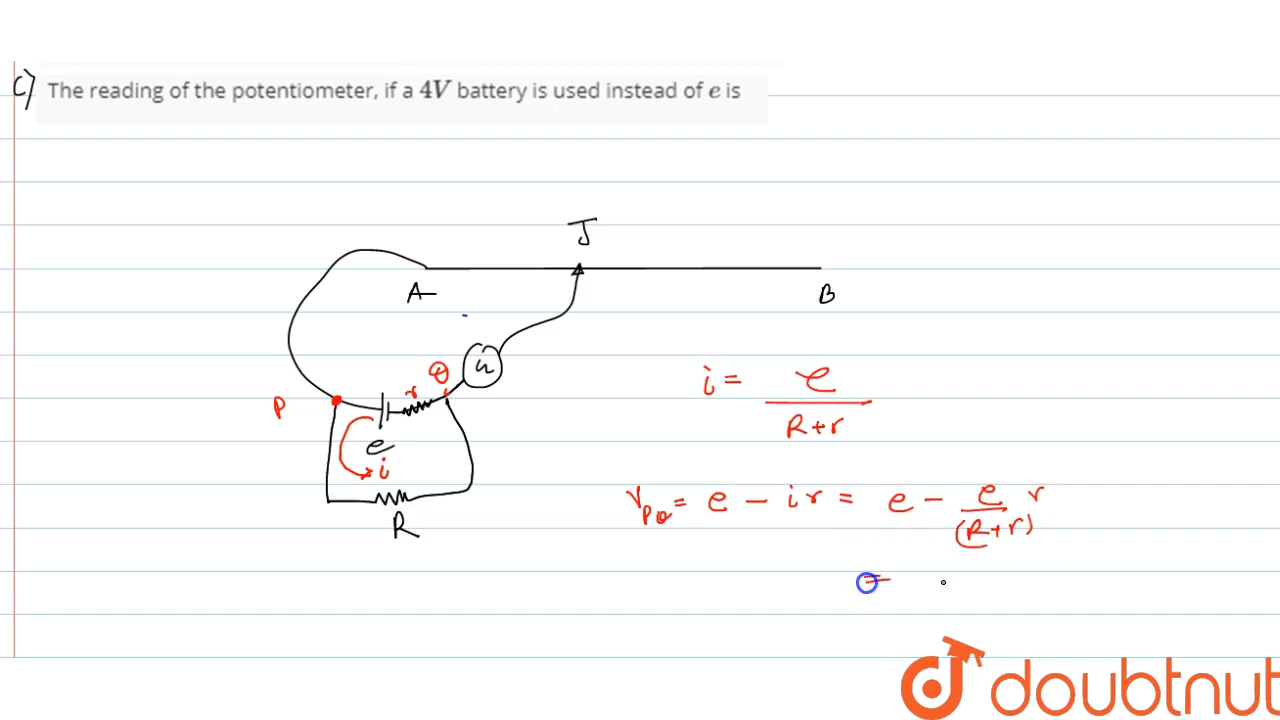 C) The reading of the potentiometer, if a 4V battery is used instead of e is
J
A
B
G
Q
r
P
e
i
R
i = e / (R+r)
V_PQ = e - ir = e - e/(R+r) r
=
doubtnut